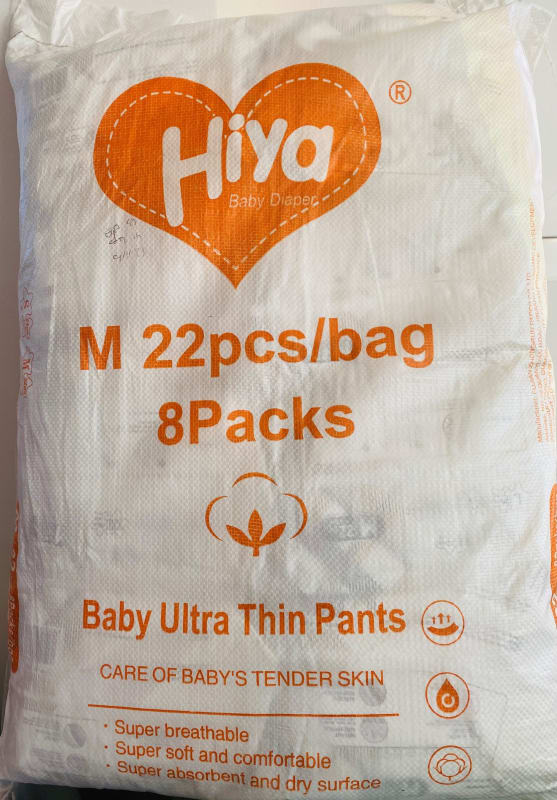 Hiya
®
Baby Diaper
M 22pcs/bag
8Packs
Baby Ultra Thin Pants
CARE OF BABY'S TENDER SKIN
· Super breathable
· Super soft and comfortable
· Super absorbent and dry surface